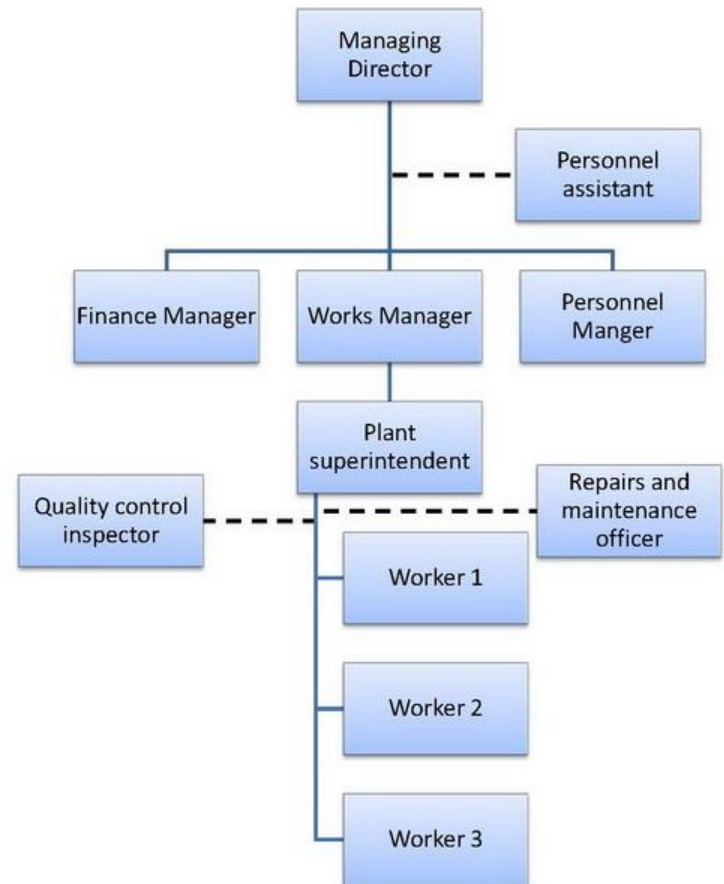 Managing
Director
Personnel
assistant
Finance Manager
Works Manager
Personnel
Manger
Plant
superintendent
Quality control
inspector
Repairs and
maintenance
officer
Worker 1
Worker 2
Worker 3